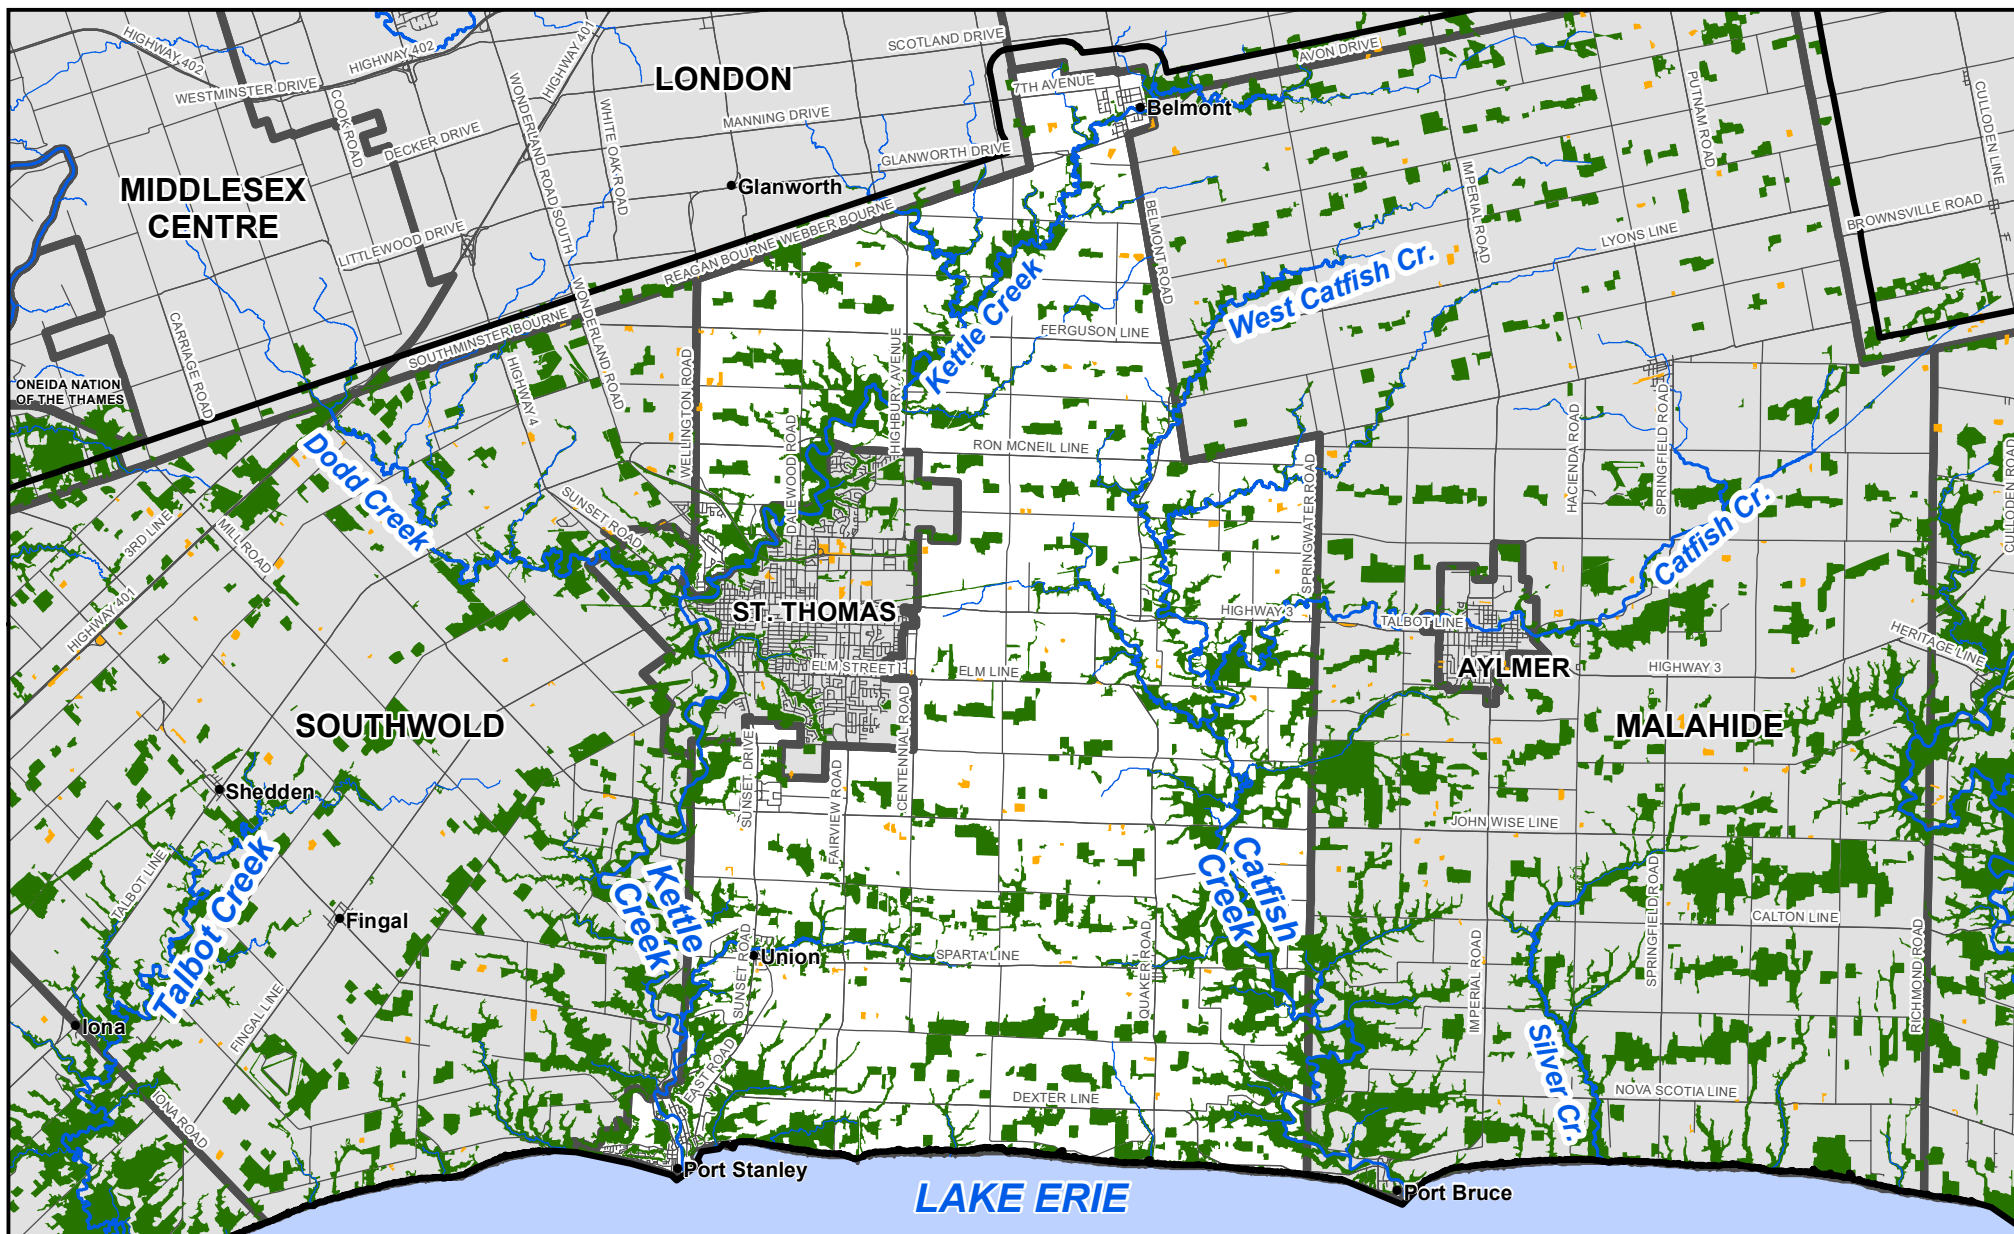 HIGHWAY 402
HIGHWAY 402
HIGHWAY 401
SCOTLAND DRIVE
AVON DRIVE
LONDON
WESTMINSTER DRIVE
COOK ROAD
WONDERLAND ROAD SOUTH
WHITE OAK ROAD
MANNING DRIVE
7TH AVENUE
Belmont
PUTNAM ROAD
CULLODEN LINE
DECKER DRIVE
GLANWORTH DRIVE
MIDDLESEX
CENTRE
Glanworth
IMPERIAL ROAD
BELMONT ROAD
BROWNSVILLE ROAD
LITTLEWOOD DRIVE
REAGAN BOURNE
WEBBER BOURNE
LYONS LINE
West Catfish Cr.
Kettle Creek
CARRIAGE ROAD
SOUTHMINSTER BOURNE
WONDERLAND ROAD
HIGHWAY 4
WELLINGTON ROAD
HIGHBURY AVENUE
FERGUSON LINE
ONEIDA NATION
OF THE THAMES
DALEWOOD ROAD
RON MCNEIL LINE
HACIENDA ROAD
SPRINGFIELD ROAD
SPRINGWATER ROAD
CULLODEN ROAD
Dodd Creek
SUNSET ROAD
3RD LINE
MILL ROAD
Catfish Cr.
HIGHWAY 401
ST. THOMAS
HIGHWAY 3
TALBOT LINE
HERITAGE LINE
ELM STREET
ELM LINE
AYLMER
HIGHWAY 3
SOUTHWOLD
MALAHIDE
CENTENNIAL ROAD
SUNSET DRIVE
FAIRVIEW ROAD
Shedden
JOHN WISE LINE
TALBOT LINE
Talbot Creek
Kettle
Creek
Catfish
Creek
SPRINGFIELD ROAD
Fingal
CALTON LINE
SUNSET ROAD
Union
SPARTA LINE
QUAKER ROAD
IMPERIAL ROAD
RICHMOND ROAD
Iona
FINGAL LINE
Silver Cr.
EAST ROAD
NOVA SCOTIA LINE
IONA ROAD
DEXTER LINE
Port Stanley
LAKE ERIE
Port Bruce